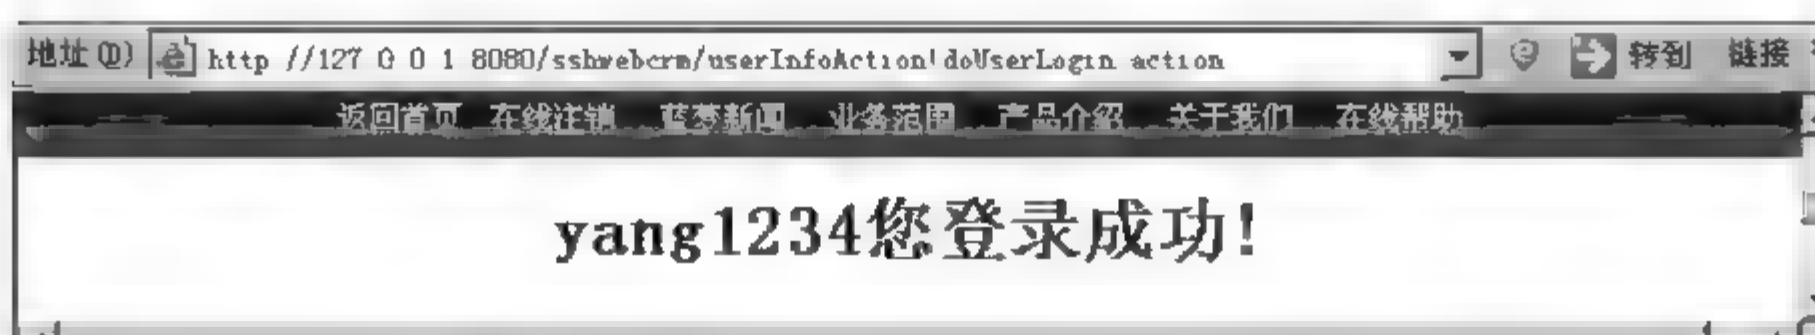 地址(D) http //127 0 0 1 8080/sshwebcrm/userInfoAction!doUserLogin action 转到 链接
返回首页 在线注销 蓝梦新闻 业务范围 产品介绍 关于我们 在线帮助
yang1234您登录成功!